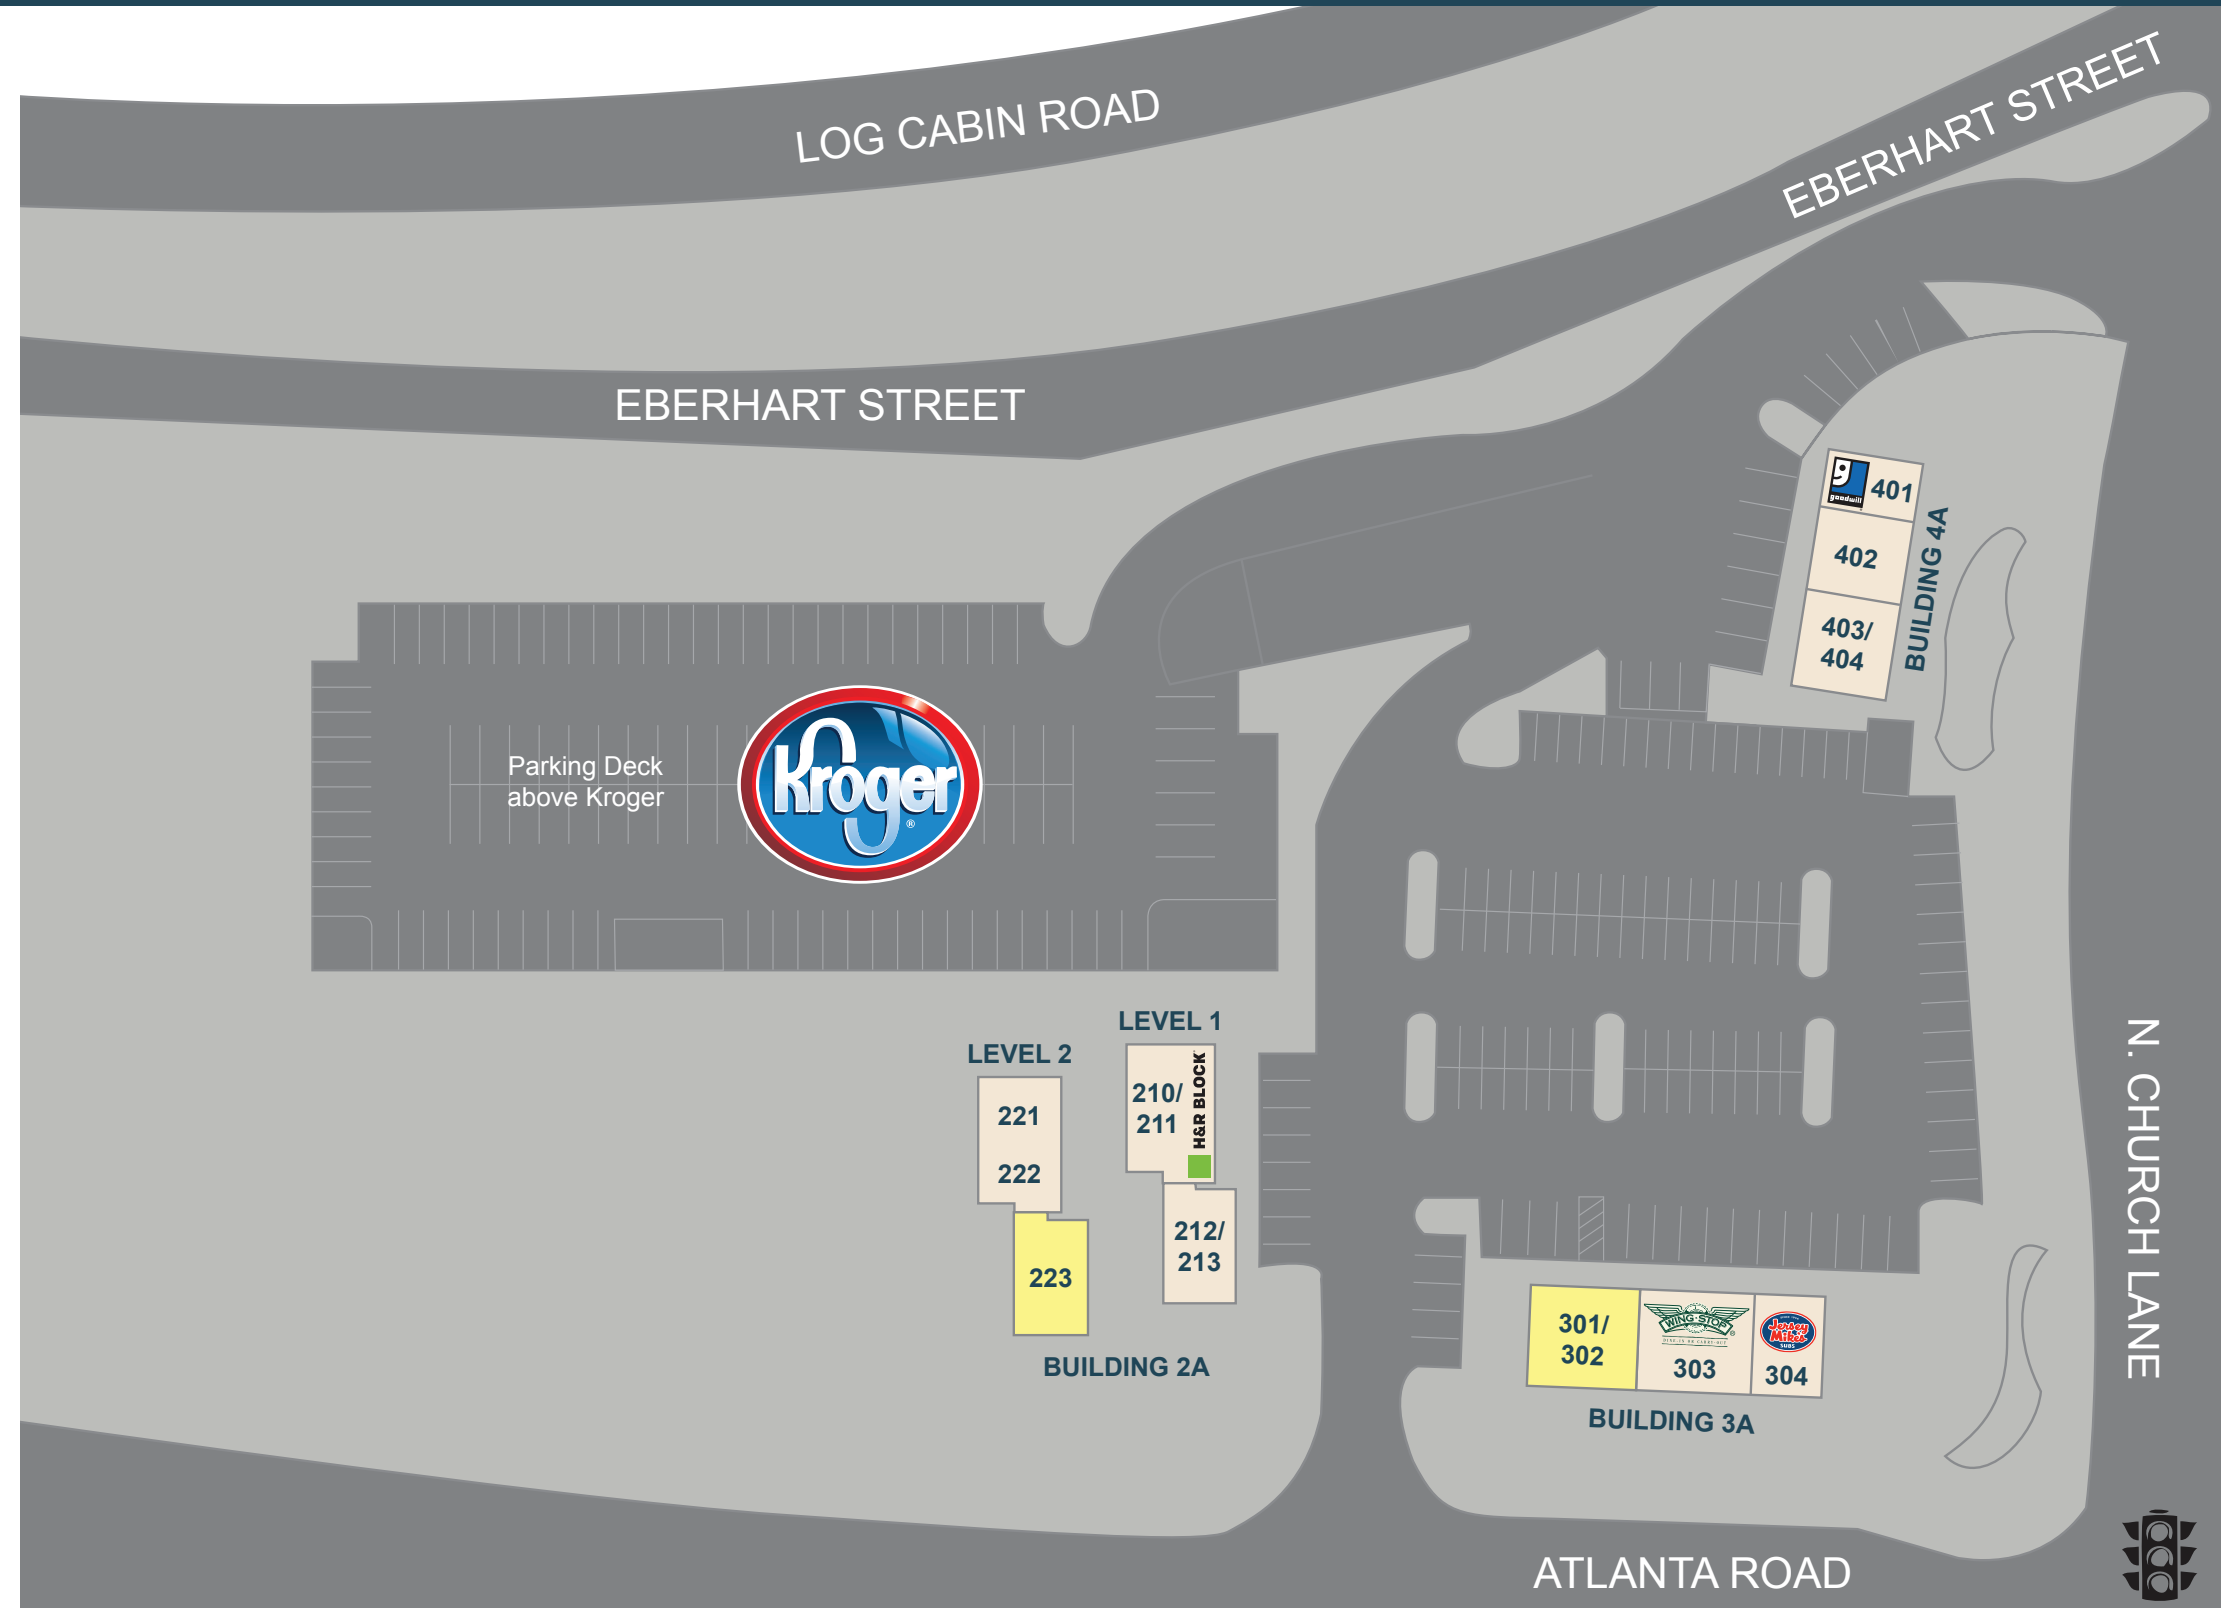 LOG CABIN ROAD
EBERHART STREET
EBERHART STREET
goodwill
401
402
403/
404
BUILDING 4A
Parking Deck
above Kroger
Kroger
®
LEVEL 1
LEVEL 2
210/
211
H&R BLOCK
221
222
212/
213
223
BUILDING 2A
N. CHURCH LANE
301/
302
WING·STOP
®
303
Jersey
Mike's
SUBS
304
BUILDING 3A
ATLANTA ROAD